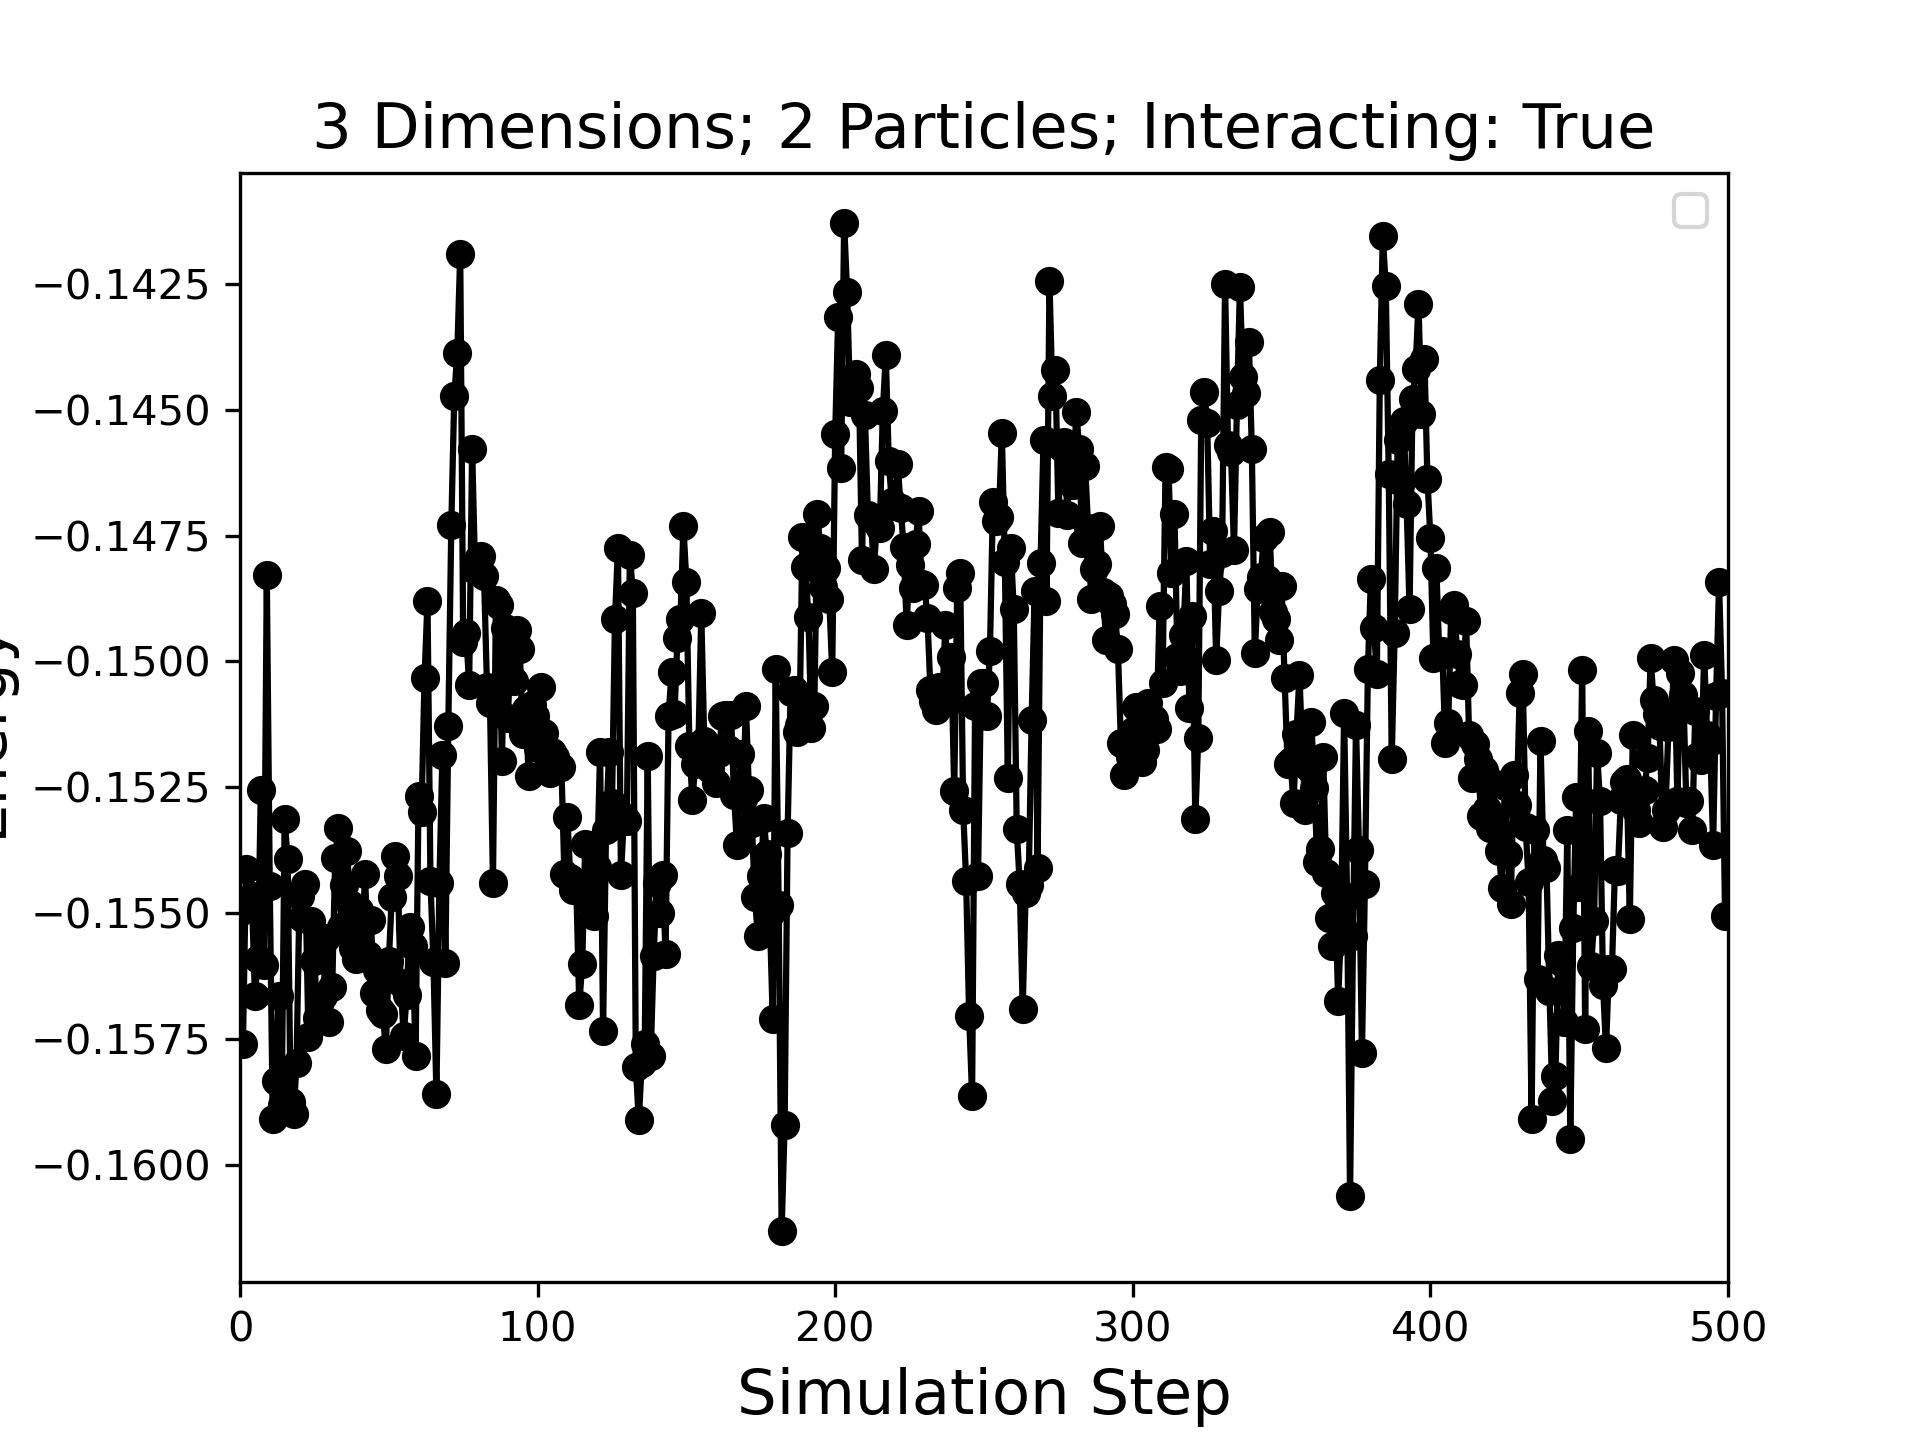 3 Dimensions; 2 Particles; Interacting: True
−0.1425
−0.1450
−0.1475
−0.1500
−0.1525
−0.1550
−0.1575
−0.1600
0 100 200 300 400 500
Simulation Step